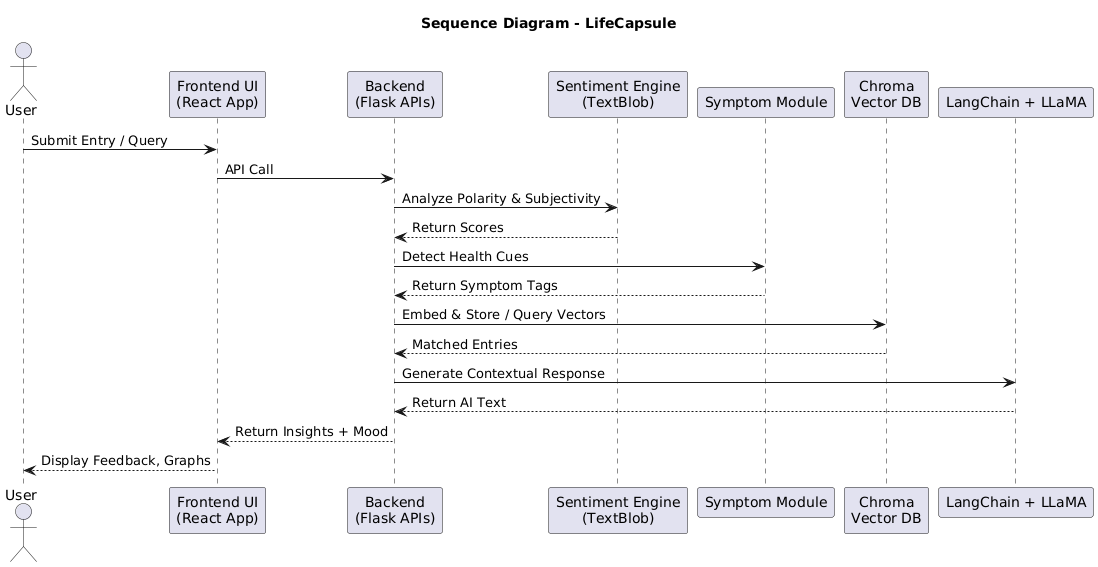 Sequence Diagram - LifeCapsule
User
Frontend UI
(React App)
Backend
(Flask APIs)
Sentiment Engine
(TextBlob)
Symptom Module
Chroma
Vector DB
LangChain + LLaMA
Submit Entry / Query
API Call
Analyze Polarity & Subjectivity
Return Scores
Detect Health Cues
Return Symptom Tags
Embed & Store / Query Vectors
Matched Entries
Generate Contextual Response
Return AI Text
Return Insights + Mood
Display Feedback, Graphs
User
Frontend UI
(React App)
Backend
(Flask APIs)
Sentiment Engine
(TextBlob)
Symptom Module
Chroma
Vector DB
LangChain + LLaMA